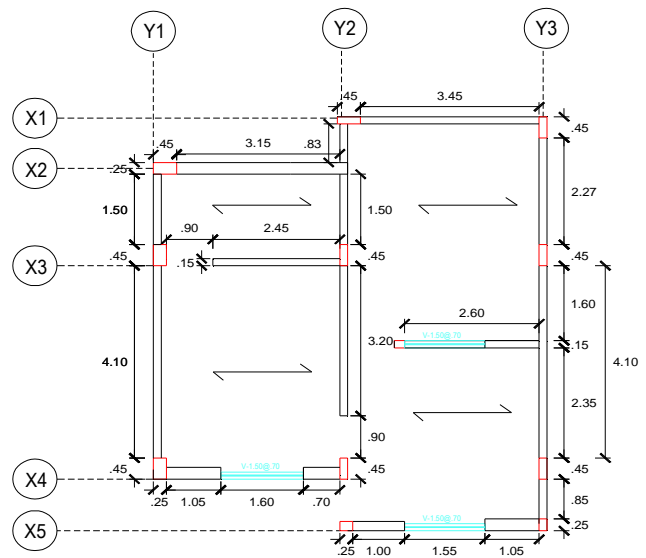 Y1 Y2 Y3
.45 3.45
X1
.45 3.15 .83 .45
X2 .25
2.27
1.50 1.50
.90 2.45
X3 .45 .15 .45 .45
2.60 1.60
V-1.50@.70
3.20 .15
4.10 4.10
2.35
.90
X4 .45 V-1.50@.70 .45 .45
.25 1.05 1.60 .70 .85
X5 V-1.55@.70 .25
.25 1.00 1.55 1.05